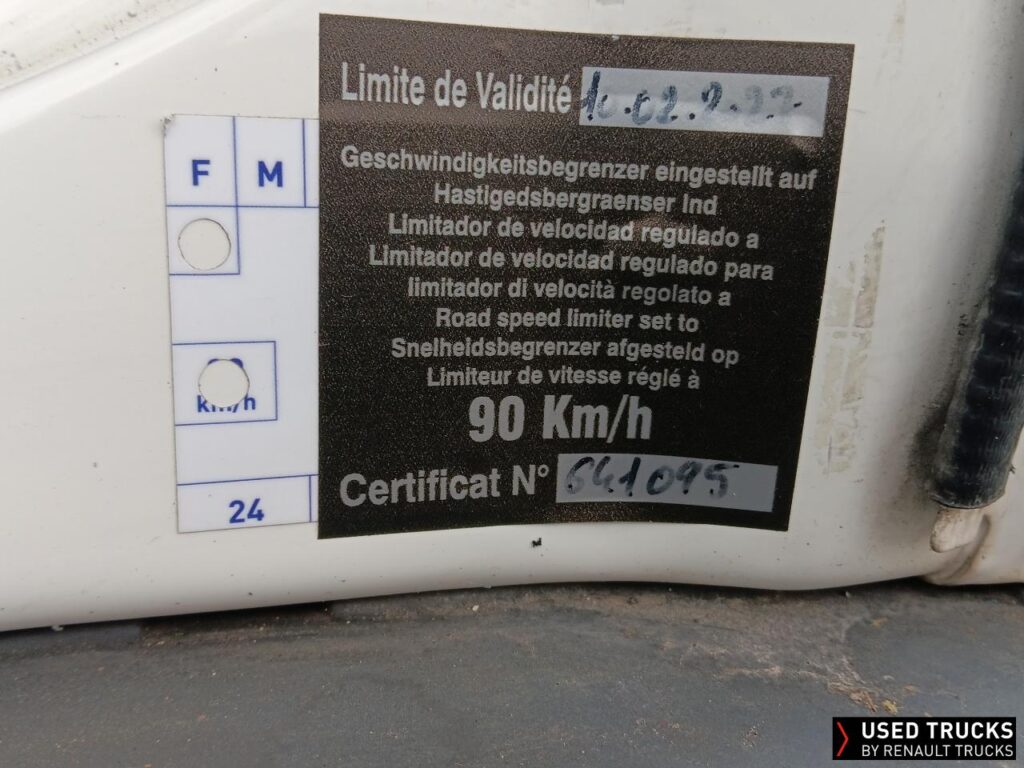 Limite de Validité
F M
Geschwindigkeitsbegrenzer eingestellt auf
Hastigedsbergraenser Ind
Limitador de velocidad regulado a
Limitador de velocidad regulado para
limitador di velocità regolato a
Road speed limiter set to
Snelheidsbegrenzer afgesteld op
Limiteur de vitesse réglé à
km/h
90 Km/h
Certificat N° 641095
24
USED TRUCKS
BY RENAULT TRUCKS